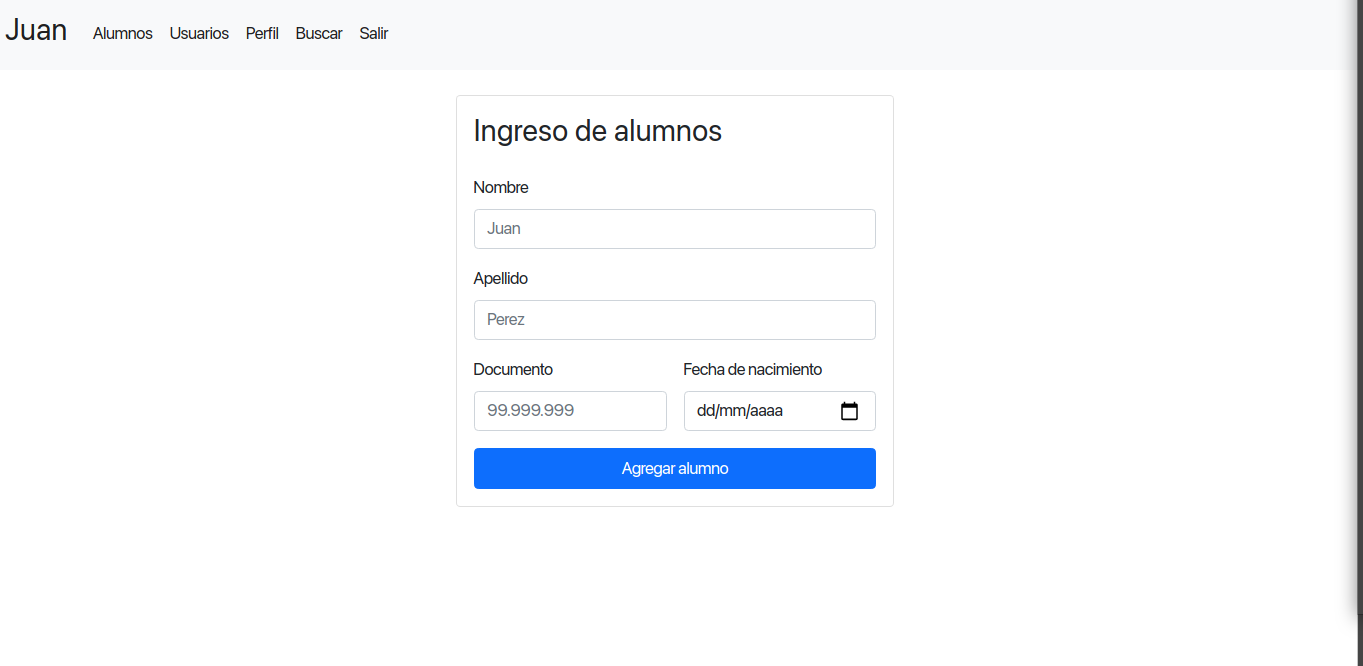 Juan Alumnos Usuarios Perfil Buscar Salir
Ingreso de alumnos
Nombre
Juan
Apellido
Perez
Documento Fecha de nacimiento
99.999.999 dd/mm/aaaa
Agregar alumno